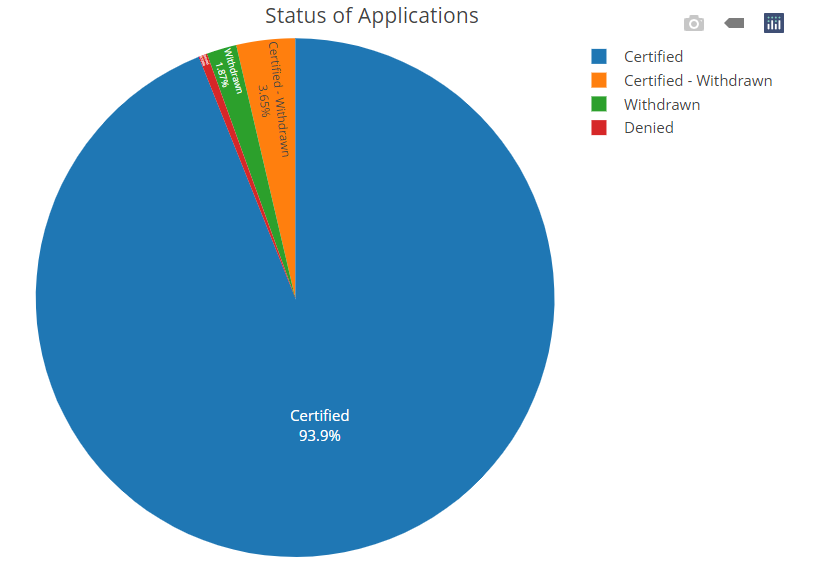 Status of Applications
Certified
Certified - Withdrawn
Withdrawn
Denied
Withdrawn
1.87%
Certified - Withdrawn
3.65%
Certified
93.9%